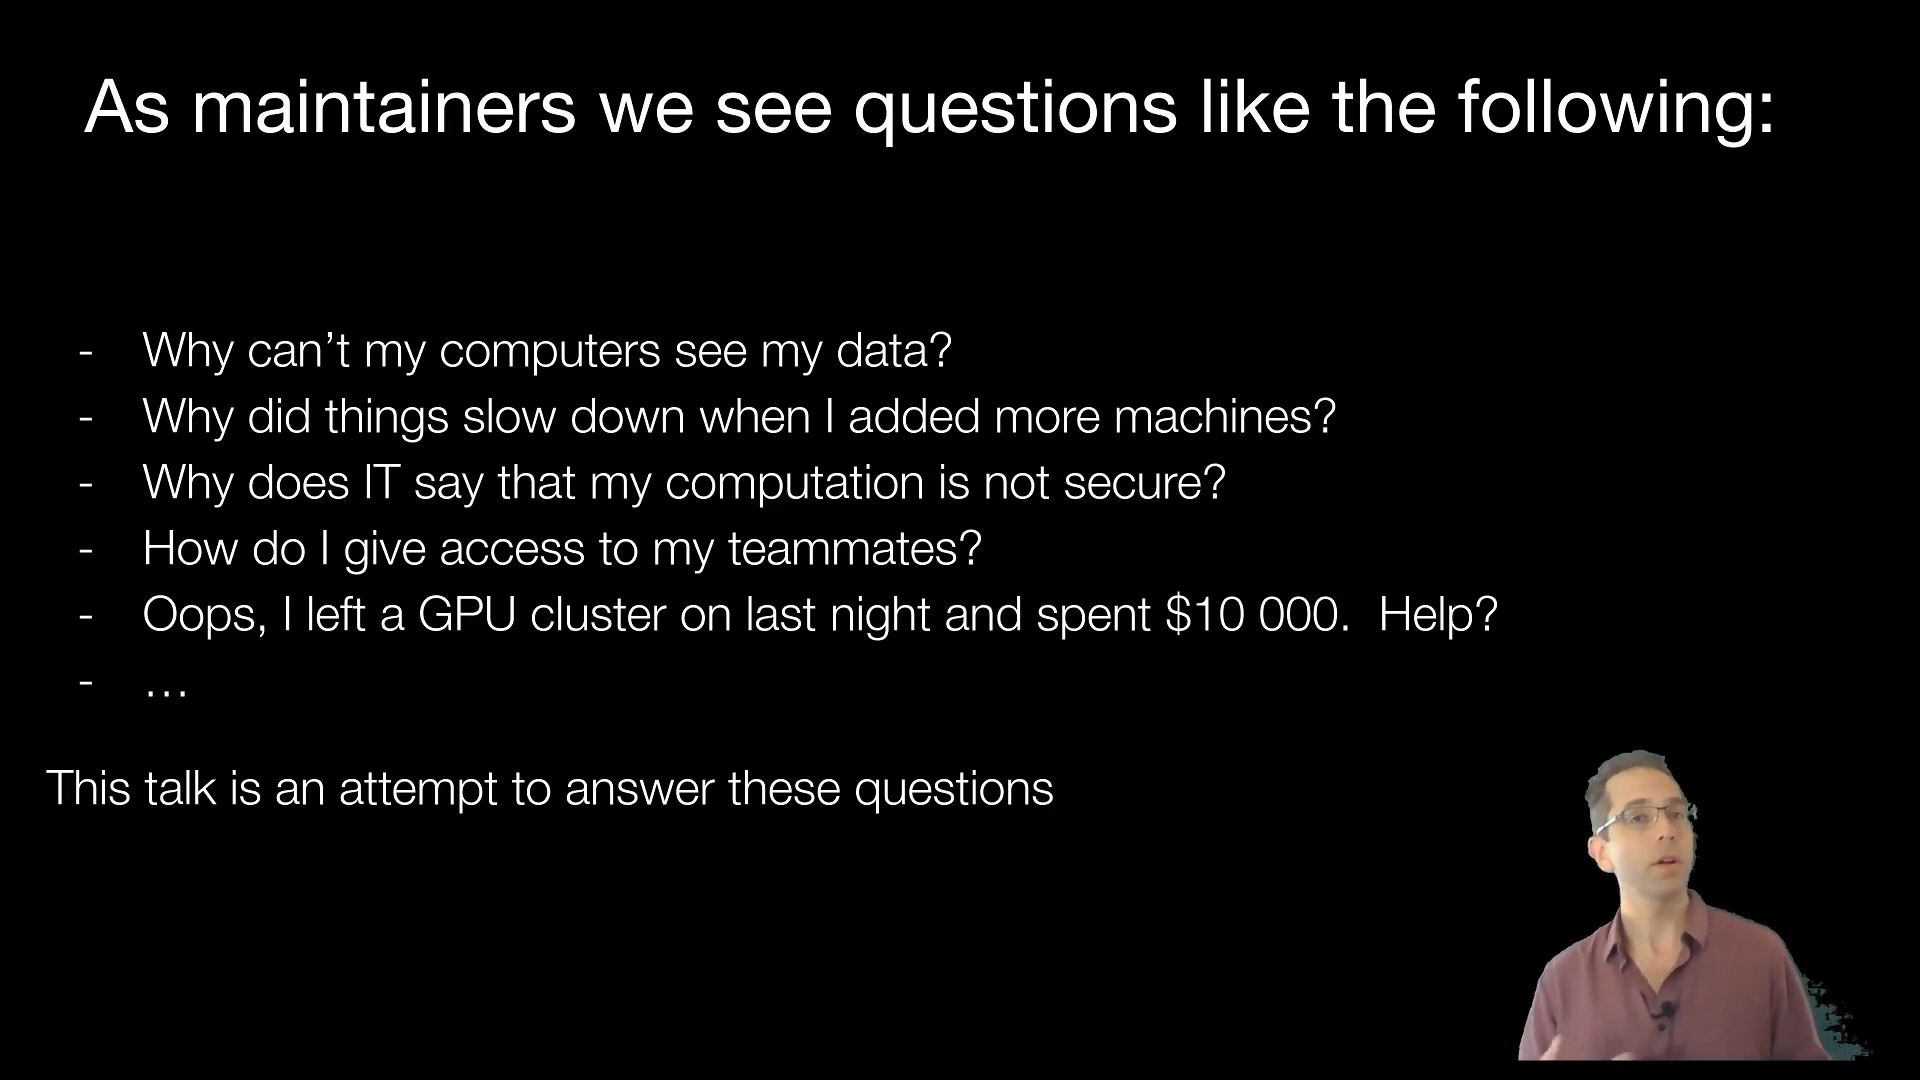 As maintainers we see questions like the following:
- Why can’t my computers see my data?
- Why did things slow down when I added more machines?
- Why does IT say that my computation is not secure?
- How do I give access to my teammates?
- Oops, I left a GPU cluster on last night and spent $10 000.  Help?
- …
This talk is an attempt to answer these questions